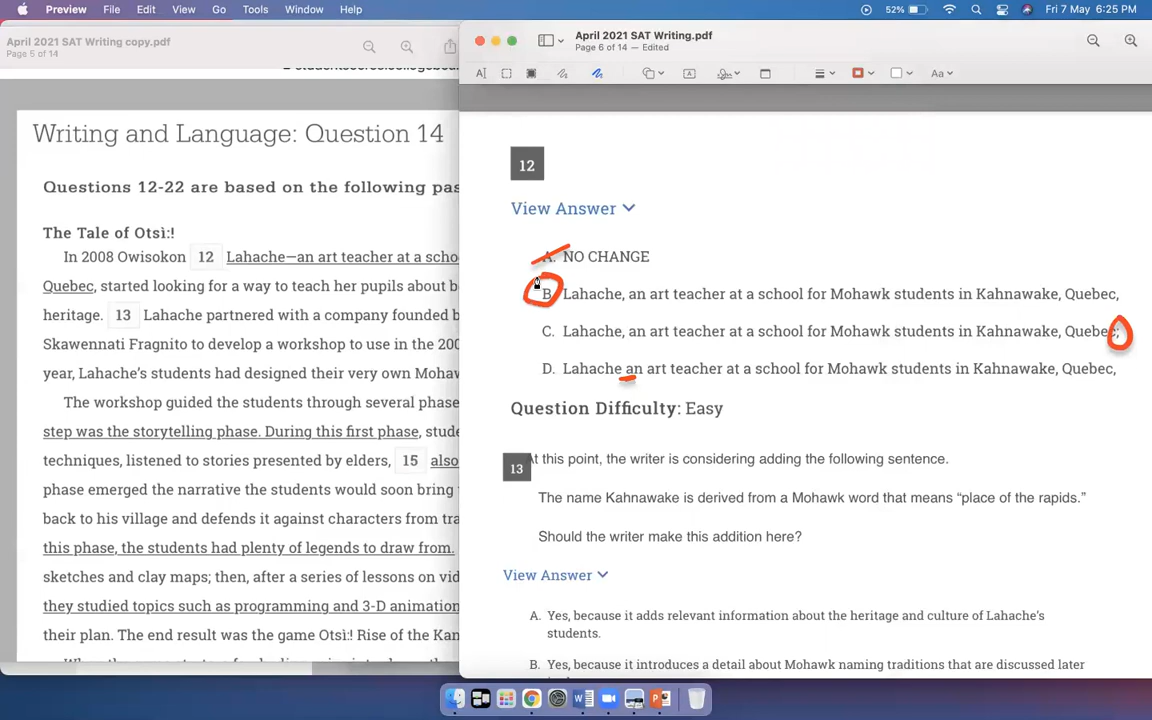 Preview File Edit View Go Tools Window Help
52% Fri 7 May 6:25 PM
April 2021 SAT Writing copy.pdf
Page 5 of 14
Writing and Language: Question 14
Questions 12-22 are based on the following pas
The Tale of Otsì:!
In 2008 Owisokon 12 Lahache—an art teacher at a scho
Quebec, started looking for a way to teach her pupils about b
heritage. 13 Lahache partnered with a company founded b
Skawennati Fragnito to develop a workshop to use in the 200
year, Lahache's students had designed their very own Mohaw
The workshop guided the students through several phase
step was the storytelling phase. During this first phase, stude
techniques, listened to stories presented by elders, 15 also
phase emerged the narrative the students would soon bring
back to his village and defends it against characters from tra
this phase, the students had plenty of legends to draw from.
sketches and clay maps; then, after a series of lessons on vid
they studied topics such as programming and 3-D animation
their plan. The end result was the game Otsì:! Rise of the Kan
April 2021 SAT Writing.pdf
Page 6 of 14 — Edited
Aa
12
View Answer
A. NO CHANGE
B. Lahache, an art teacher at a school for Mohawk students in Kahnawake, Quebec,
C. Lahache, an art teacher at a school for Mohawk students in Kahnawake, Quebec;
D. Lahache an art teacher at a school for Mohawk students in Kahnawake, Quebec,
Question Difficulty: Easy
13 At this point, the writer is considering adding the following sentence.
The name Kahnawake is derived from a Mohawk word that means “place of the rapids.”
Should the writer make this addition here?
View Answer
A. Yes, because it adds relevant information about the heritage and culture of Lahache's
students.
B. Yes, because it introduces a detail about Mohawk naming traditions that are discussed later